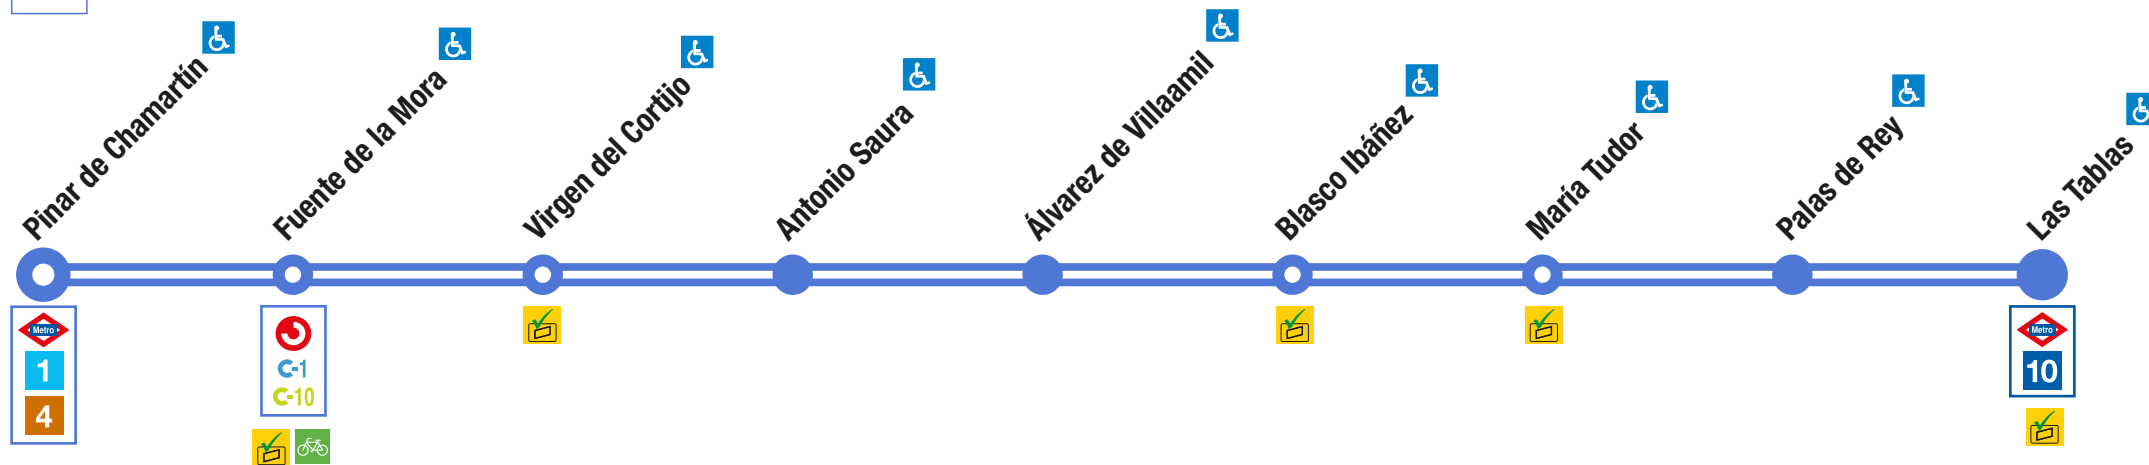 Pinar de Chamartín
Fuente de la Mora
Virgen del Cortijo
Antonio Saura
Álvarez de Villaamil
Blasco Ibáñez
María Tudor
Palas de Rey
Las Tablas
Metro
1
4
C-1
C-10
Metro
10